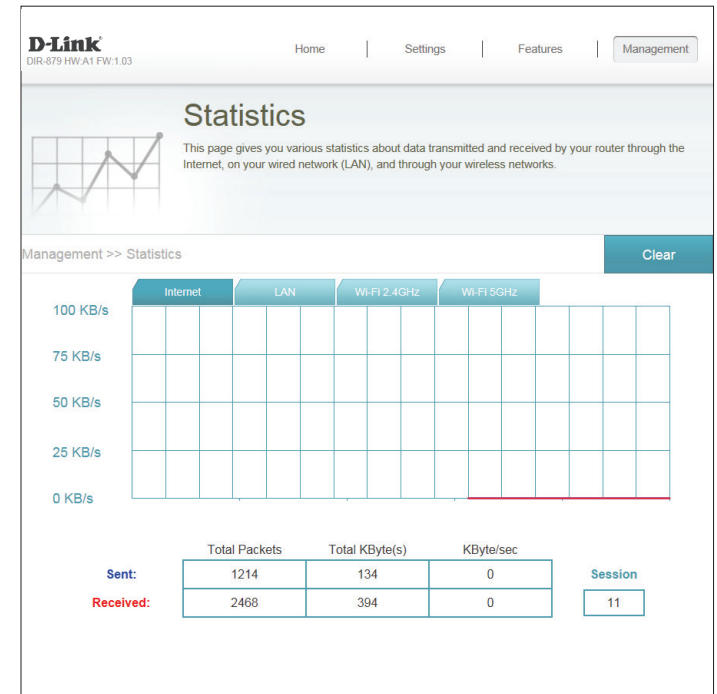 D-Link
DIR-879 HW:A1 FW:1.03
Home | Settings | Features | Management
Statistics
This page gives you various statistics about data transmitted and received by your router through the
Internet, on your wired network (LAN), and through your wireless networks.
Management >> Statistics
Clear
Internet LAN Wi-Fi 2.4GHz Wi-Fi 5GHz
100 KB/s
75 KB/s
50 KB/s
25 KB/s
0 KB/s
Total Packets Total KByte(s) KByte/sec
Sent: 1214 134 0 Session
Received: 2468 394 0 11